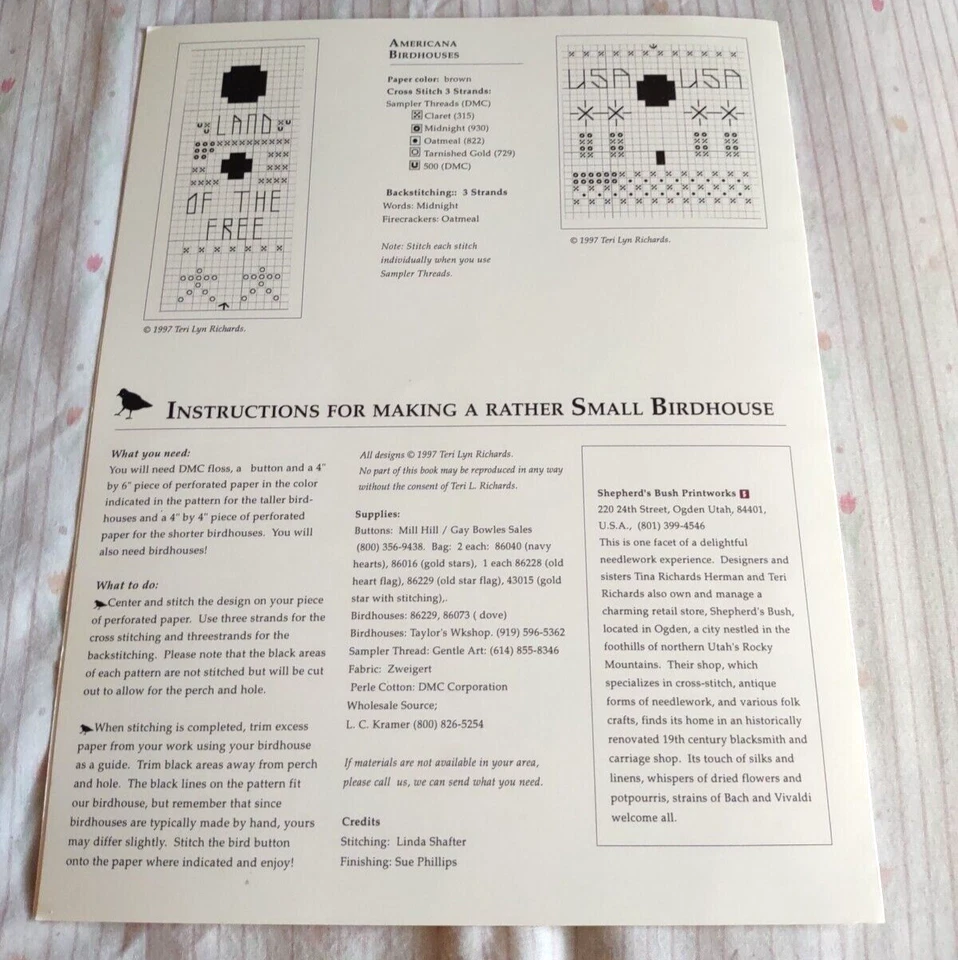 LAND
OF THE
FREE
© 1997 Teri Lyn Richards.
AMERICANA
BIRDHOUSES
Paper color: brown
Cross Stitch 3 Strands:
Sampler Threads (DMC)
Claret (315)
Midnight (930)
Oatmeal (822)
Tarnished Gold (729)
500 (DMC)
Backstitching:: 3 Strands
Words: Midnight
Firecrackers: Oatmeal
Note: Stitch each stitch
individually when you use
Sampler Threads.
USA USA
© 1997 Teri Lyn Richards.
INSTRUCTIONS FOR MAKING A RATHER SMALL BIRDHOUSE
What you need:
You will need DMC floss, a button and a 4"
by 6" piece of perforated paper in the color
indicated in the pattern for the taller bird-
houses and a 4" by 4" piece of perforated
paper for the shorter birdhouses. You will
also need birdhouses!
What to do:
Center and stitch the design on your piece
of perforated paper. Use three strands for the
cross stitching and threestrands for the
backstitching. Please note that the black areas
of each pattern are not stitched but will be cut
out to allow for the perch and hole.
When stitching is completed, trim excess
paper from your work using your birdhouse
as a guide. Trim black areas away from perch
and hole. The black lines on the pattern fit
our birdhouse, but remember that since
birdhouses are typically made by hand, yours
may differ slightly. Stitch the bird button
onto the paper where indicated and enjoy!
All designs © 1997 Teri Lyn Richards.
No part of this book may be reproduced in any way
without the consent of Teri L. Richards.
Supplies:
Buttons: Mill Hill / Gay Bowles Sales
(800) 356-9438. Bag: 2 each: 86040 (navy
hearts), 86016 (gold stars), 1 each 86228 (old
heart flag), 86229 (old star flag), 43015 (gold
star with stitching),.
Birdhouses: 86229, 86073 ( dove)
Birdhouses: Taylor's Wkshop. (919) 596-5362
Sampler Thread: Gentle Art: (614) 855-8346
Fabric: Zweigert
Perle Cotton: DMC Corporation
Wholesale Source;
L. C. Kramer (800) 826-5254
If materials are not available in your area,
please call us, we can send what you need.
Credits
Stitching: Linda Shafter
Finishing: Sue Phillips
Shepherd's Bush Printworks
220 24th Street, Ogden Utah, 84401,
U.S.A., (801) 399-4546
This is one facet of a delightful
needlework experience. Designers and
sisters Tina Richards Herman and Teri
Richards also own and manage a
charming retail store, Shepherd's Bush,
located in Ogden, a city nestled in the
foothills of northern Utah's Rocky
Mountains. Their shop, which
specializes in cross-stitch, antique
forms of needlework, and various folk
crafts, finds its home in an historically
renovated 19th century blacksmith and
carriage shop. Its touch of silks and
linens, whispers of dried flowers and
potpourris, strains of Bach and Vivaldi
welcome all.